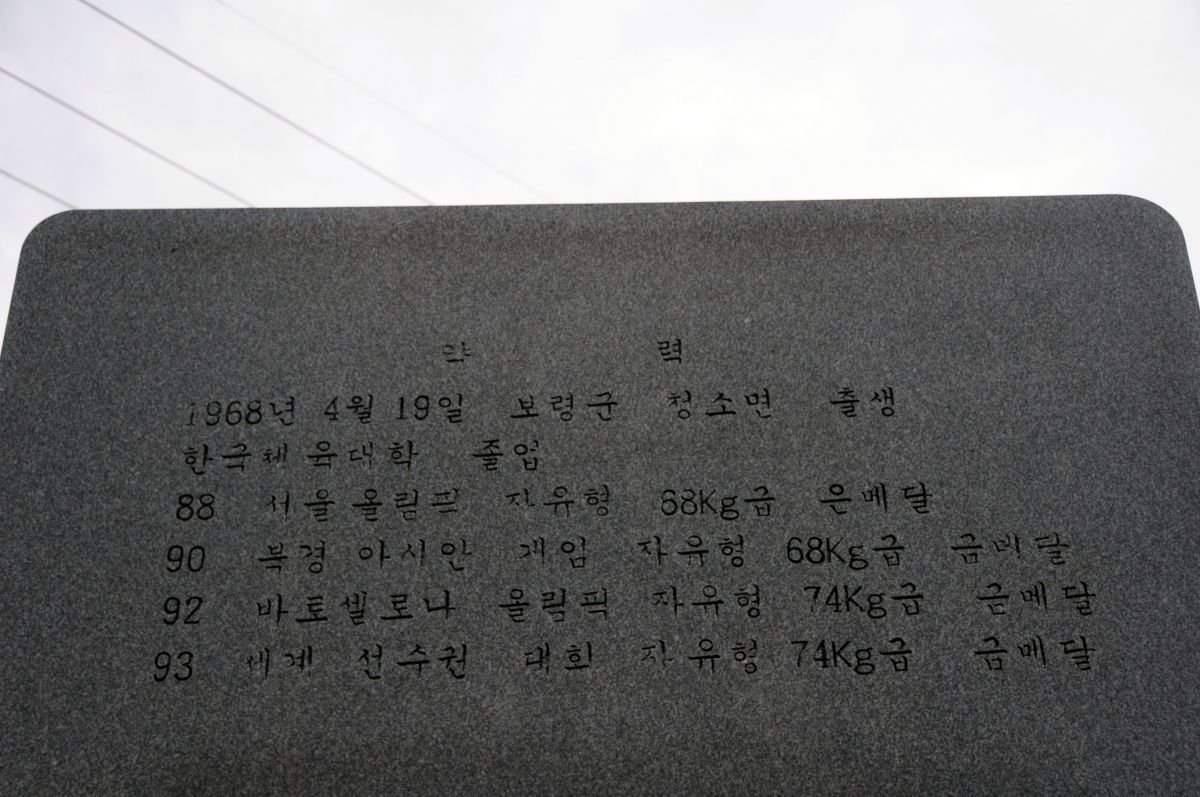 약 력
1968년 4월 19일 보령군 청소면 출생
한국체육대학 졸업
88 서울올림픽 자유형 68Kg급 은메달
90 북경 아시안 게임 자유형 68Kg급 금메달
92 바로셀로나 올림픽 자유형 74Kg급 금메달
93 세계 선수권 대회 자유형 74Kg급 금메달